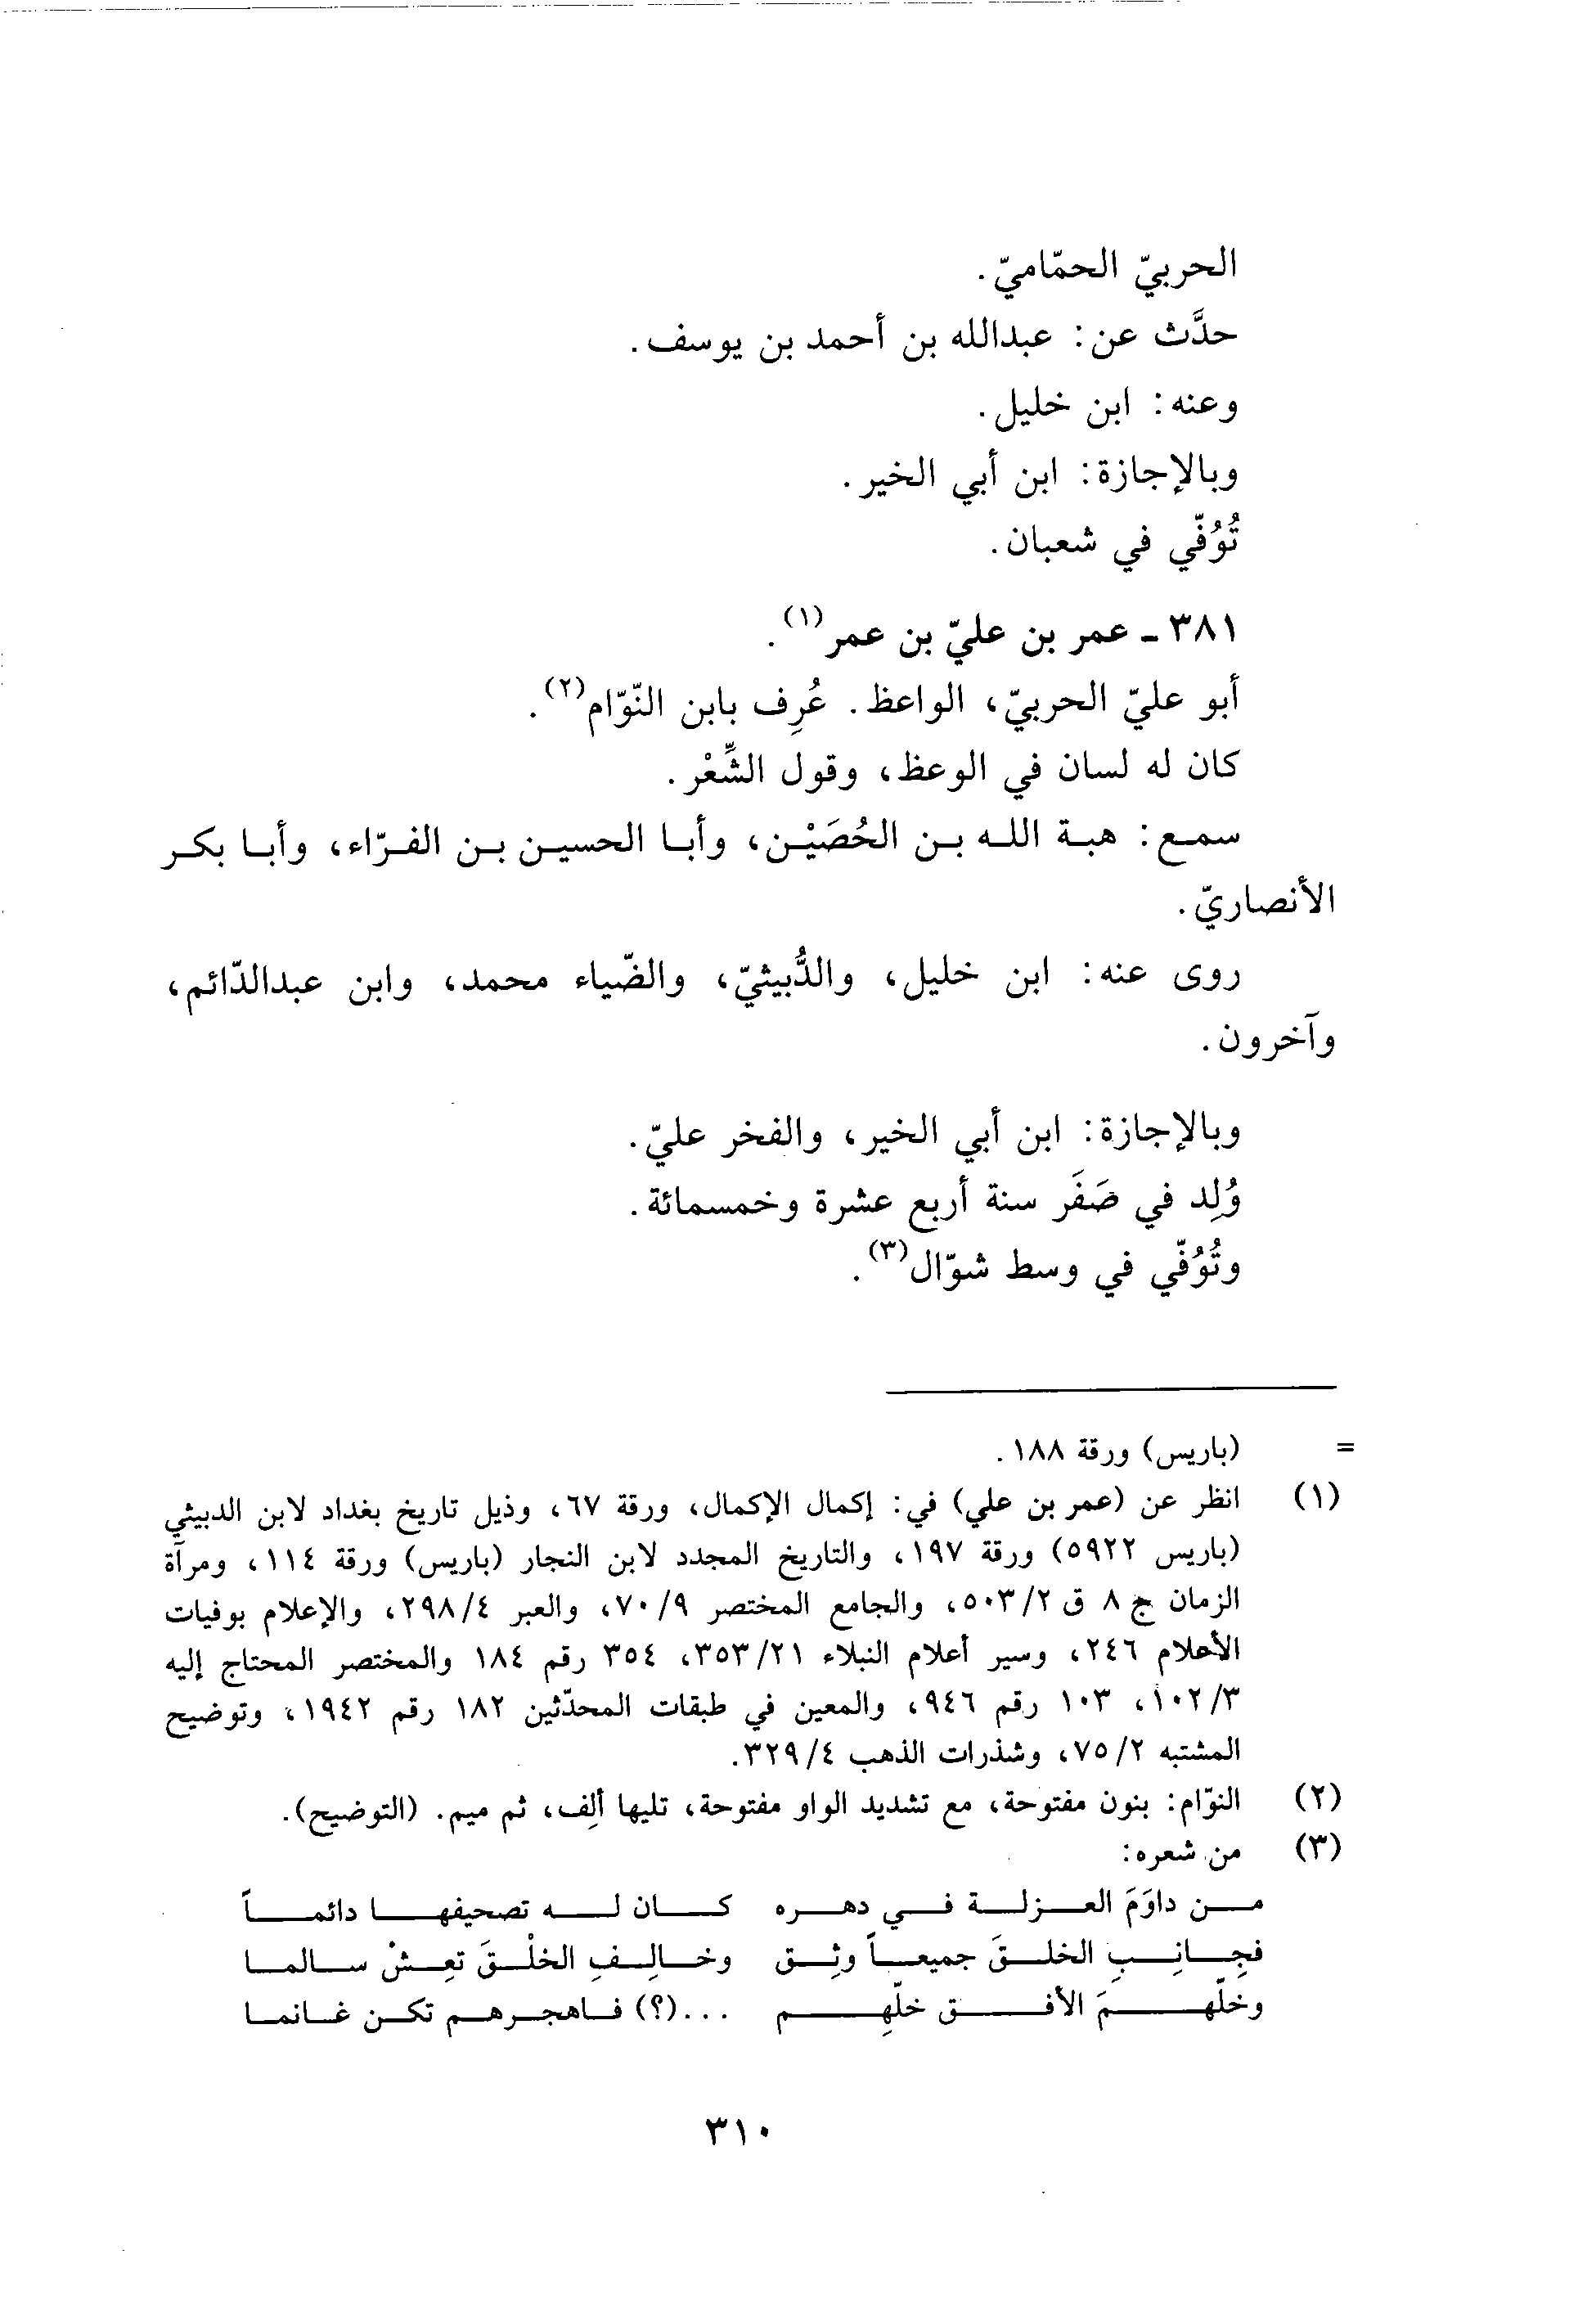 الحربيّ الحمّاميّ.
حدَّث عن: عبدالله بن أحمد بن يوسف.
وعنه: ابن خليل.
وبالإجازة: ابن أبي الخير.
تُوُفّي في شعبان.
٣٨١ - عمر بن عليّ بن عمر(١).
أبو عليّ الحربيّ، الواعظ. عُرِف بابن النّوّام(٢).
كان له لسان في الوعظ، وقول الشِّعْر.
سمع: هبة الله بن الحُصَيْن، وأبا الحسين بن الفرّاء، وأبا بكر
الأنصاريّ.
روى عنه: ابن خليل، والدُّبيثيّ، والضّياء محمد، وابن عبدالدّائم،
وآخرون.
وبالإجازة: ابن أبي الخير، والفخر عليّ.
وُلِد في صَفَر سنة أربع عشرة وخمسمائة.
وتُوُفّي في وسط شوّال(٣).
= (باريس) ورقة ١٨٨.
(١) انظر عن (عمر بن علي) في: إكمال الإكمال، ورقة ٦٧، وذيل تاريخ بغداد لابن الدبيثي
(باريس ٥٩٢٢) ورقة ١٩٧، والتاريخ المجدد لابن النجار (باريس) ورقة ١١٤، ومرآة
الزمان ج ٨ ق ٥٠٣/٢، والجامع المختصر ٧٠/٩، والعبر ٢٩٨/٤، والإعلام بوفيات
الأعلام ٢٤٦، وسير أعلام النبلاء ٣٥٣/٢١، ٣٥٤ رقم ١٨٤ والمختصر المحتاج إليه
١٠٢/٣، ١٠٣ رقم ٩٤٦، والمعين في طبقات المحدّثين ١٨٢ رقم ١٩٤٢، وتوضيح
المشتبه ٧٥/٢، وشذرات الذهب ٣٢٩/٤.
(٢) النوّام: بنون مفتوحة، مع تشديد الواو مفتوحة، تليها ألِف، ثم ميم. (التوضيح).
(٣) من شعره:
من داوَمَ العزلة في دهره كان له تصحيفها دائماً
فجِانِبِ الخلقَ جميعاً وثِق وخالِفِ الخلْقَ تعِشْ سالما
وخلّهمَ الأفق خلّهِم ...(؟) فاهجرهم تكن غانما
٣١٠